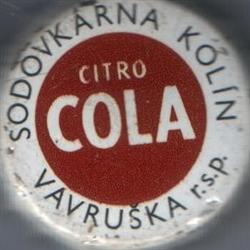 SODOVKÁRNA KOLÍN
CITRO
COLA
VAVRUŠKA r.s.p.